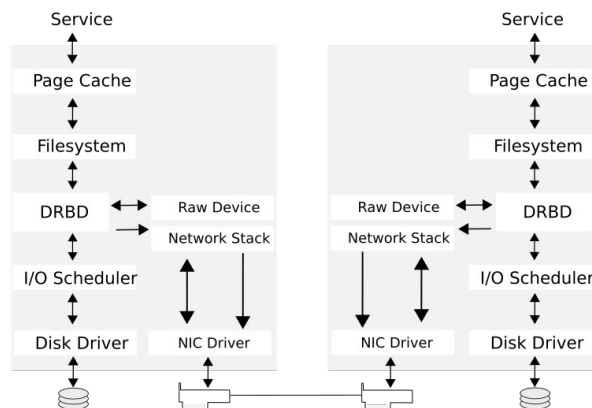 Service
Page Cache
Filesystem
DRBD
Raw Device
Network Stack
I/O Scheduler
Disk Driver
NIC Driver
Service
Page Cache
Filesystem
Raw Device
DRBD
Network Stack
I/O Scheduler
NIC Driver
Disk Driver